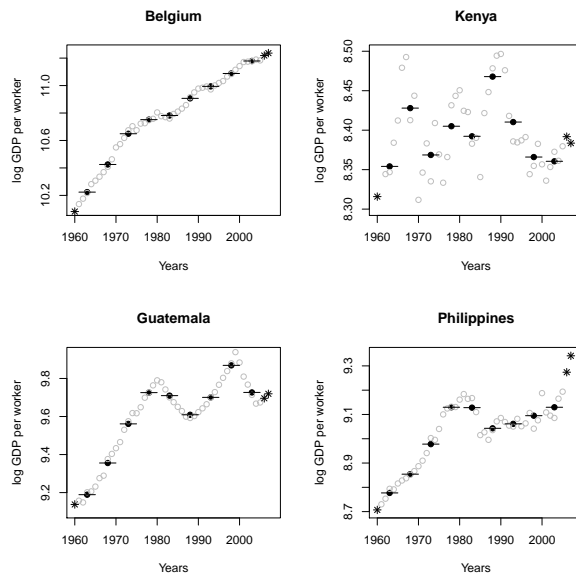 Belgium
log GDP per worker
10.2 10.6 11.0
1960 1970 1980 1990 2000
Years
Kenya
log GDP per worker
8.30 8.35 8.40 8.45 8.50
1960 1970 1980 1990 2000
Years
Guatemala
log GDP per worker
9.2 9.4 9.6 9.8
1960 1970 1980 1990 2000
Years
Philippines
log GDP per worker
8.7 8.9 9.1 9.3
1960 1970 1980 1990 2000
Years